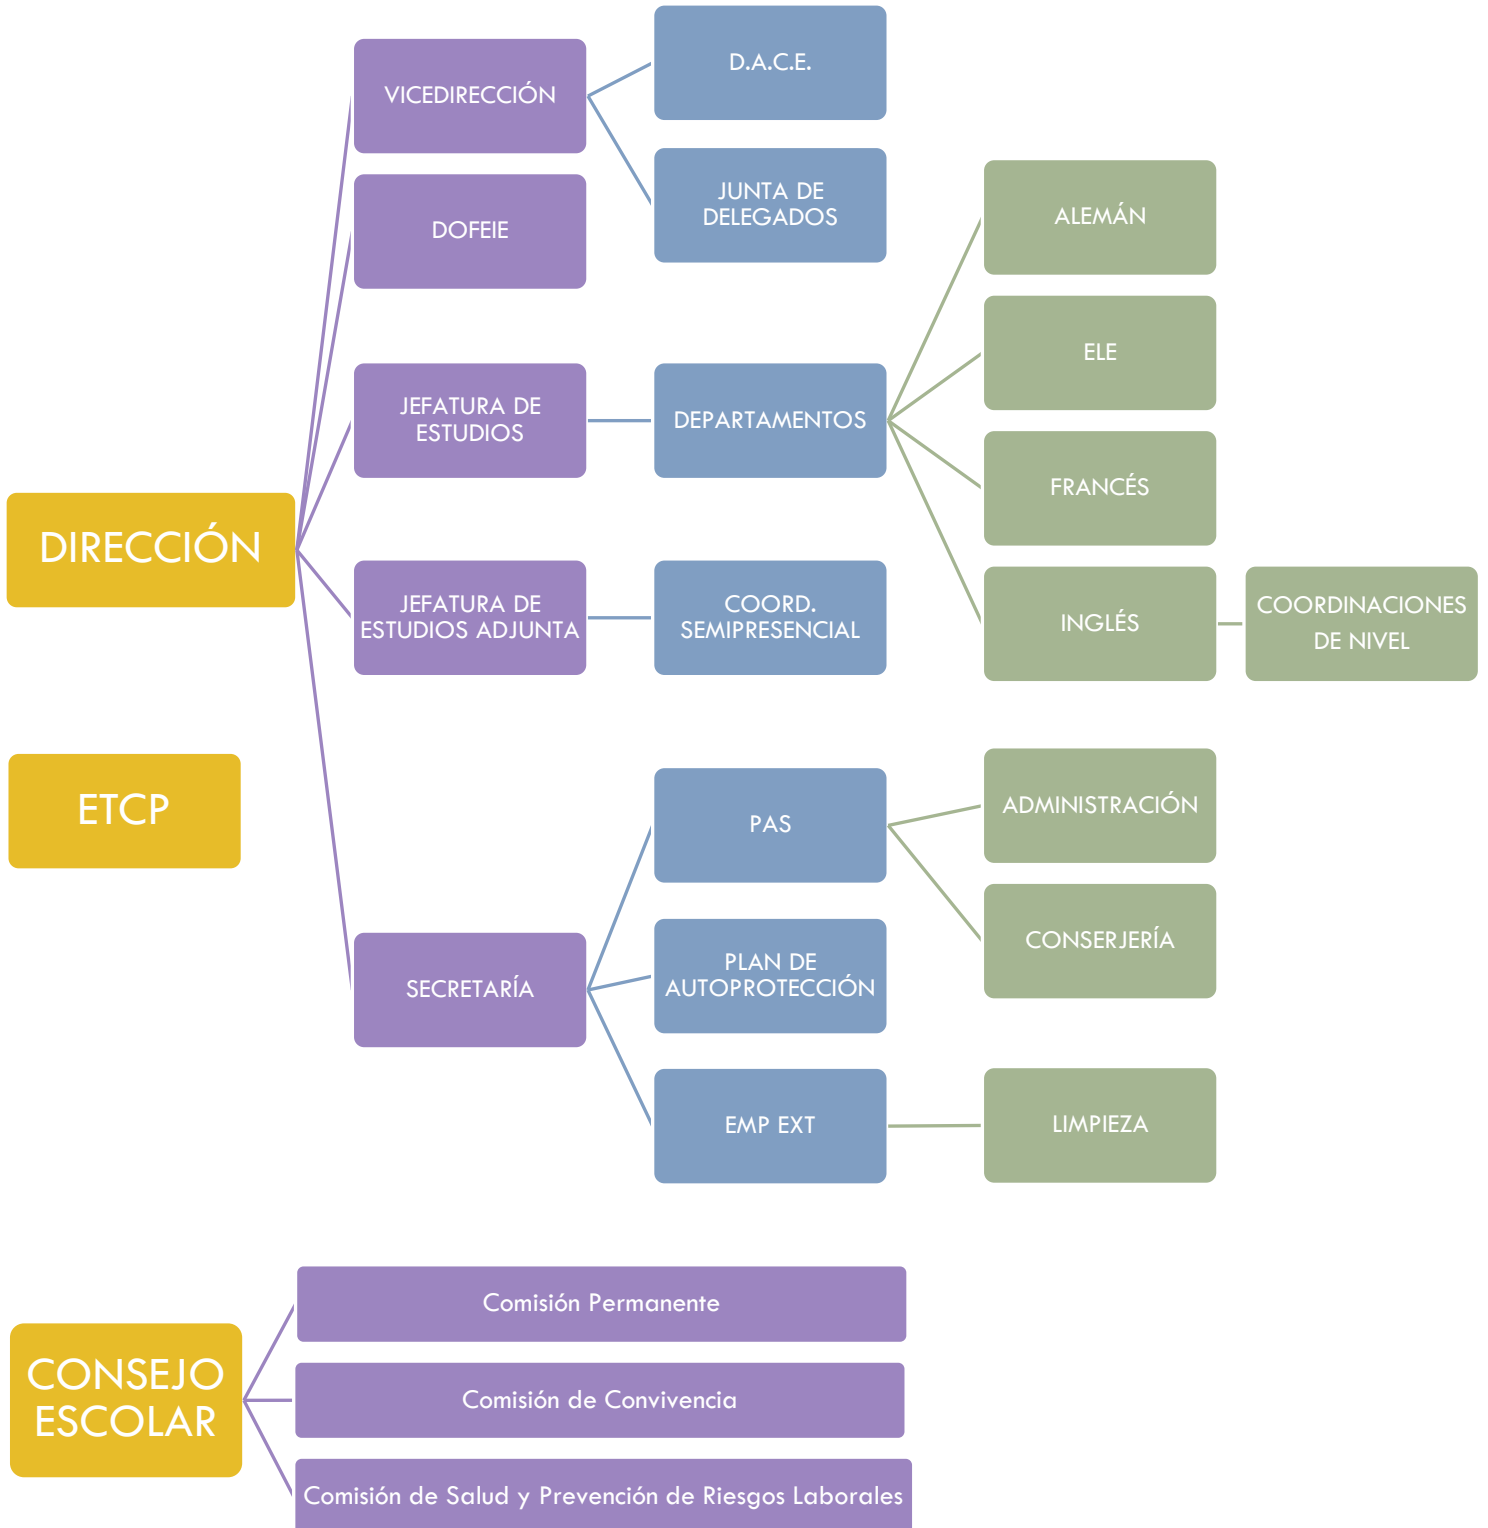 VICEDIRECCIÓN
D.A.C.E.
JUNTA DE
DELEGADOS
DOFEIE
JEFATURA DE
ESTUDIOS
DEPARTAMENTOS
ALEMÁN
ELE
FRANCÉS
INGLÉS
COORDINACIONES
DE NIVEL
DIRECCIÓN
JEFATURA DE
ESTUDIOS ADJUNTA
COORD.
SEMIPRESENCIAL
ETCP
SECRETARÍA
PAS
ADMINISTRACIÓN
CONSERJERÍA
PLAN DE
AUTOPROTECCIÓN
EMP EXT
LIMPIEZA
CONSEJO
ESCOLAR
Comisión Permanente
Comisión de Convivencia
Comisión de Salud y Prevención de Riesgos Laborales